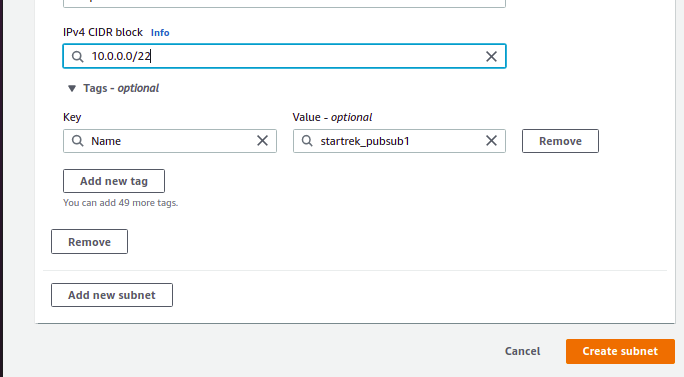 IPv4 CIDR block Info
10.0.0.0/22
Tags - optional
Key
Value - optional
Name
startrek_pubsub1
Remove
Add new tag
You can add 49 more tags.
Remove
Add new subnet
Cancel
Create subnet